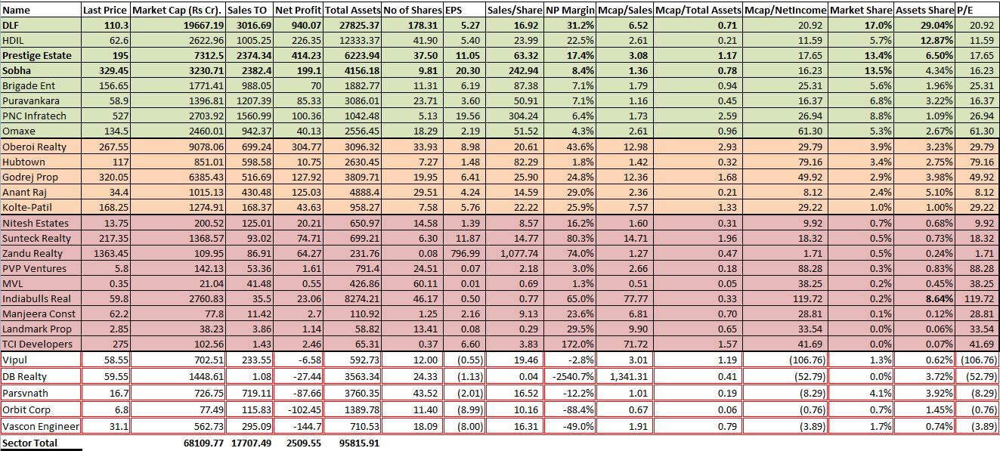 Name Last Price Market Cap (Rs Cr). Sales TO Net Profit Total Assets No of Shares EPS Sales/Share NP Margin Mcap/Sales Mcap/Total Assets Mcap/NetIncome Market Share Assets Share P/E
DLF 110.3 19667.19 3016.69 940.07 27825.37 178.31 5.27 16.92 31.2% 6.52 0.71 20.92 17.0% 29.04% 20.92
HDIL 62.6 2622.96 1005.25 226.35 12333.37 41.90 5.40 23.99 22.5% 2.61 0.21 11.59 5.7% 12.87% 11.59
Prestige Estate 195 7312.5 2374.34 414.23 6223.94 37.50 11.05 63.32 17.4% 3.08 1.17 17.65 13.4% 6.50% 17.65
Sobha 329.45 3230.71 2382.4 199.1 4156.18 9.81 20.30 242.94 8.4% 1.36 0.78 16.23 13.5% 4.34% 16.23
Brigade Ent 156.65 1771.41 988.05 70 1882.77 11.31 6.19 87.38 7.1% 1.79 0.94 25.31 5.6% 1.96% 25.31
Puravankara 58.9 1396.81 1207.39 85.33 3086.01 23.71 3.60 50.91 7.1% 1.16 0.45 16.37 6.8% 3.22% 16.37
PNC Infratech 527 2703.92 1560.99 100.36 1042.48 5.13 19.56 304.24 6.4% 1.73 2.59 26.94 8.8% 1.09% 26.94
Omaxe 134.5 2460.01 942.37 40.13 2556.45 18.29 2.19 51.52 4.3% 2.61 0.96 61.30 5.3% 2.67% 61.30
Oberoi Realty 267.55 9078.06 699.24 304.77 3096.32 33.93 8.98 20.61 43.6% 12.98 2.93 29.79 3.9% 3.23% 29.79
Hubtown 117 851.01 598.58 10.75 2630.45 7.27 1.48 82.29 1.8% 1.42 0.32 79.16 3.4% 2.75% 79.16
Godrej Prop 320.05 6385.43 516.69 127.92 3809.71 19.95 6.41 25.90 24.8% 12.36 1.68 49.92 2.9% 3.98% 49.92
Anant Raj 34.4 1015.13 430.48 125.03 4888.4 29.51 4.24 14.59 29.0% 2.36 0.21 8.12 2.4% 5.10% 8.12
Kolte-Patil 168.25 1274.91 168.37 43.63 958.27 7.58 5.76 22.22 25.9% 7.57 1.33 29.22 1.0% 1.00% 29.22
Nitesh Estates 13.75 200.52 125.01 20.21 650.97 14.58 1.39 8.57 16.2% 1.60 0.31 9.92 0.7% 0.68% 9.92
Sunteck Realty 217.35 1368.57 93.02 74.71 699.21 6.30 11.87 14.77 80.3% 14.71 1.96 18.32 0.5% 0.73% 18.32
Zandu Realty 1363.45 109.95 86.91 64.27 231.76 0.08 796.99 1,077.74 74.0% 1.27 0.47 1.71 0.5% 0.24% 1.71
PVP Ventures 5.8 142.13 53.36 1.61 791.4 24.51 0.07 2.18 3.0% 2.66 0.18 88.28 0.3% 0.83% 88.28
MVL 0.35 21.04 41.48 0.55 426.86 60.11 0.01 0.69 1.3% 0.51 0.05 38.25 0.2% 0.45% 38.25
Indiabulls Real 59.8 2760.83 35.5 23.06 8274.21 46.17 0.50 0.77 65.0% 77.77 0.33 119.72 0.2% 8.64% 119.72
Manjeera Const 62.2 77.8 11.42 2.7 110.92 1.25 2.16 9.13 23.6% 6.81 0.70 28.81 0.1% 0.12% 28.81
Landmark Prop 2.85 38.23 3.86 1.14 58.82 13.41 0.08 0.29 29.5% 9.90 0.65 33.54 0.0% 0.06% 33.54
TCI Developers 275 102.56 1.43 2.46 65.31 0.37 6.60 3.83 172.0% 71.72 1.57 41.69 0.0% 0.07% 41.69
Vipul 58.55 702.51 233.55 -6.58 592.73 12.00 (0.55) 19.46 -2.8% 3.01 1.19 (106.76) 1.3% 0.62% (106.76)
DB Realty 59.55 1448.61 1.08 -27.44 3563.34 24.33 (1.13) 0.04 -2540.7% 1,341.31 0.41 (52.79) 0.0% 3.72% (52.79)
Parsvnath 16.7 726.75 719.11 -87.66 3760.35 43.52 (2.01) 16.52 -12.2% 1.01 0.19 (8.29) 4.1% 3.92% (8.29)
Orbit Corp 6.8 77.49 115.83 -102.45 1389.78 11.40 (8.99) 10.16 -88.4% 0.67 0.06 (0.76) 0.7% 1.45% (0.76)
Vascon Engineer 31.1 562.73 295.09 -144.7 710.53 18.09 (8.00) 16.31 -49.0% 1.91 0.79 (3.89) 1.7% 0.74% (3.89)
Sector Total 68109.77 17707.49 2509.55 95815.91